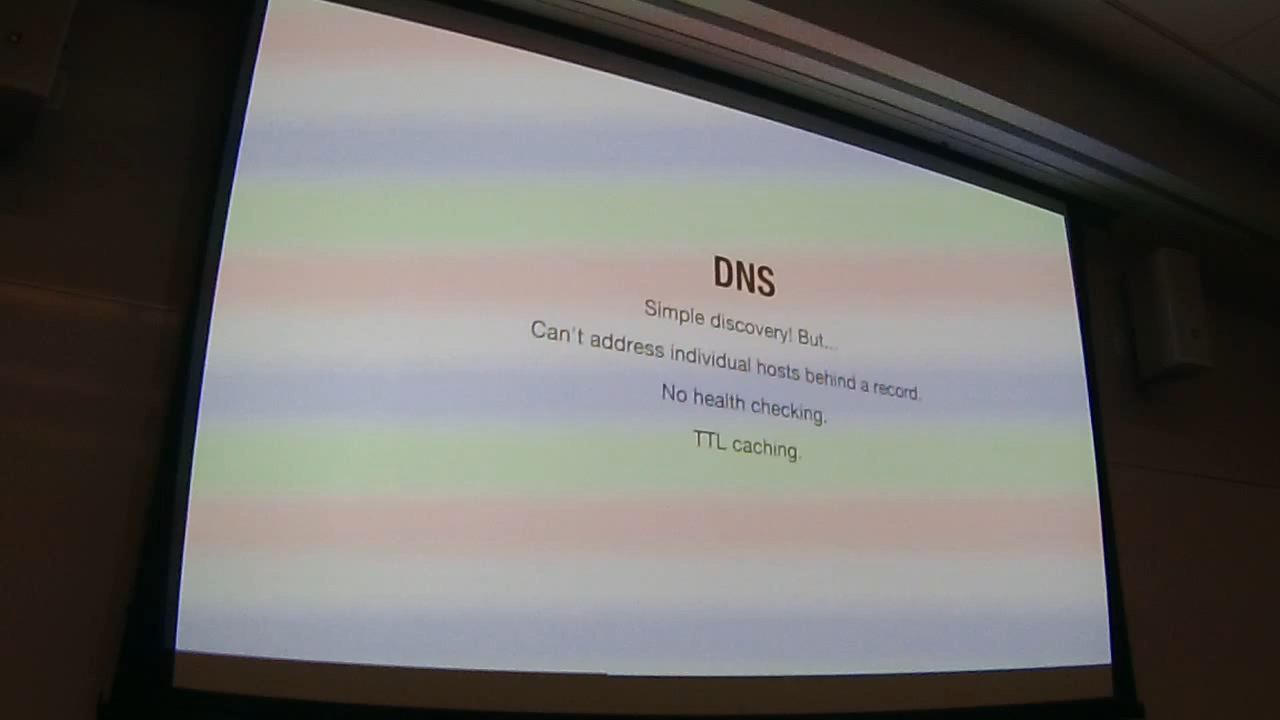 DNS
Simple discovery! But...
Can't address individual hosts behind a record.
No health checking.
TTL caching.